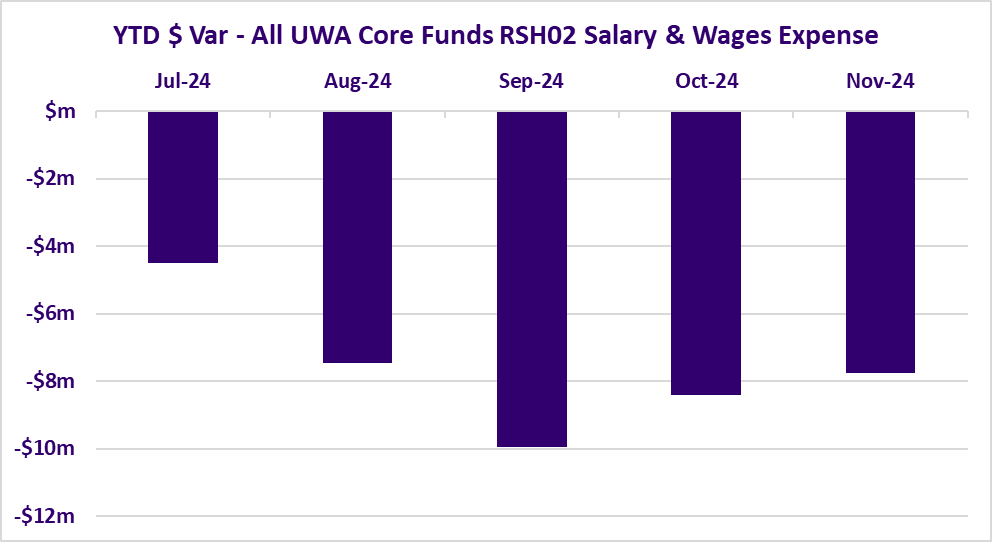 YTD $ Var - All UWA Core Funds RSH02 Salary & Wages Expense
Jul-24 Aug-24 Sep-24 Oct-24 Nov-24
$m
-$2m
-$4m
-$6m
-$8m
-$10m
-$12m